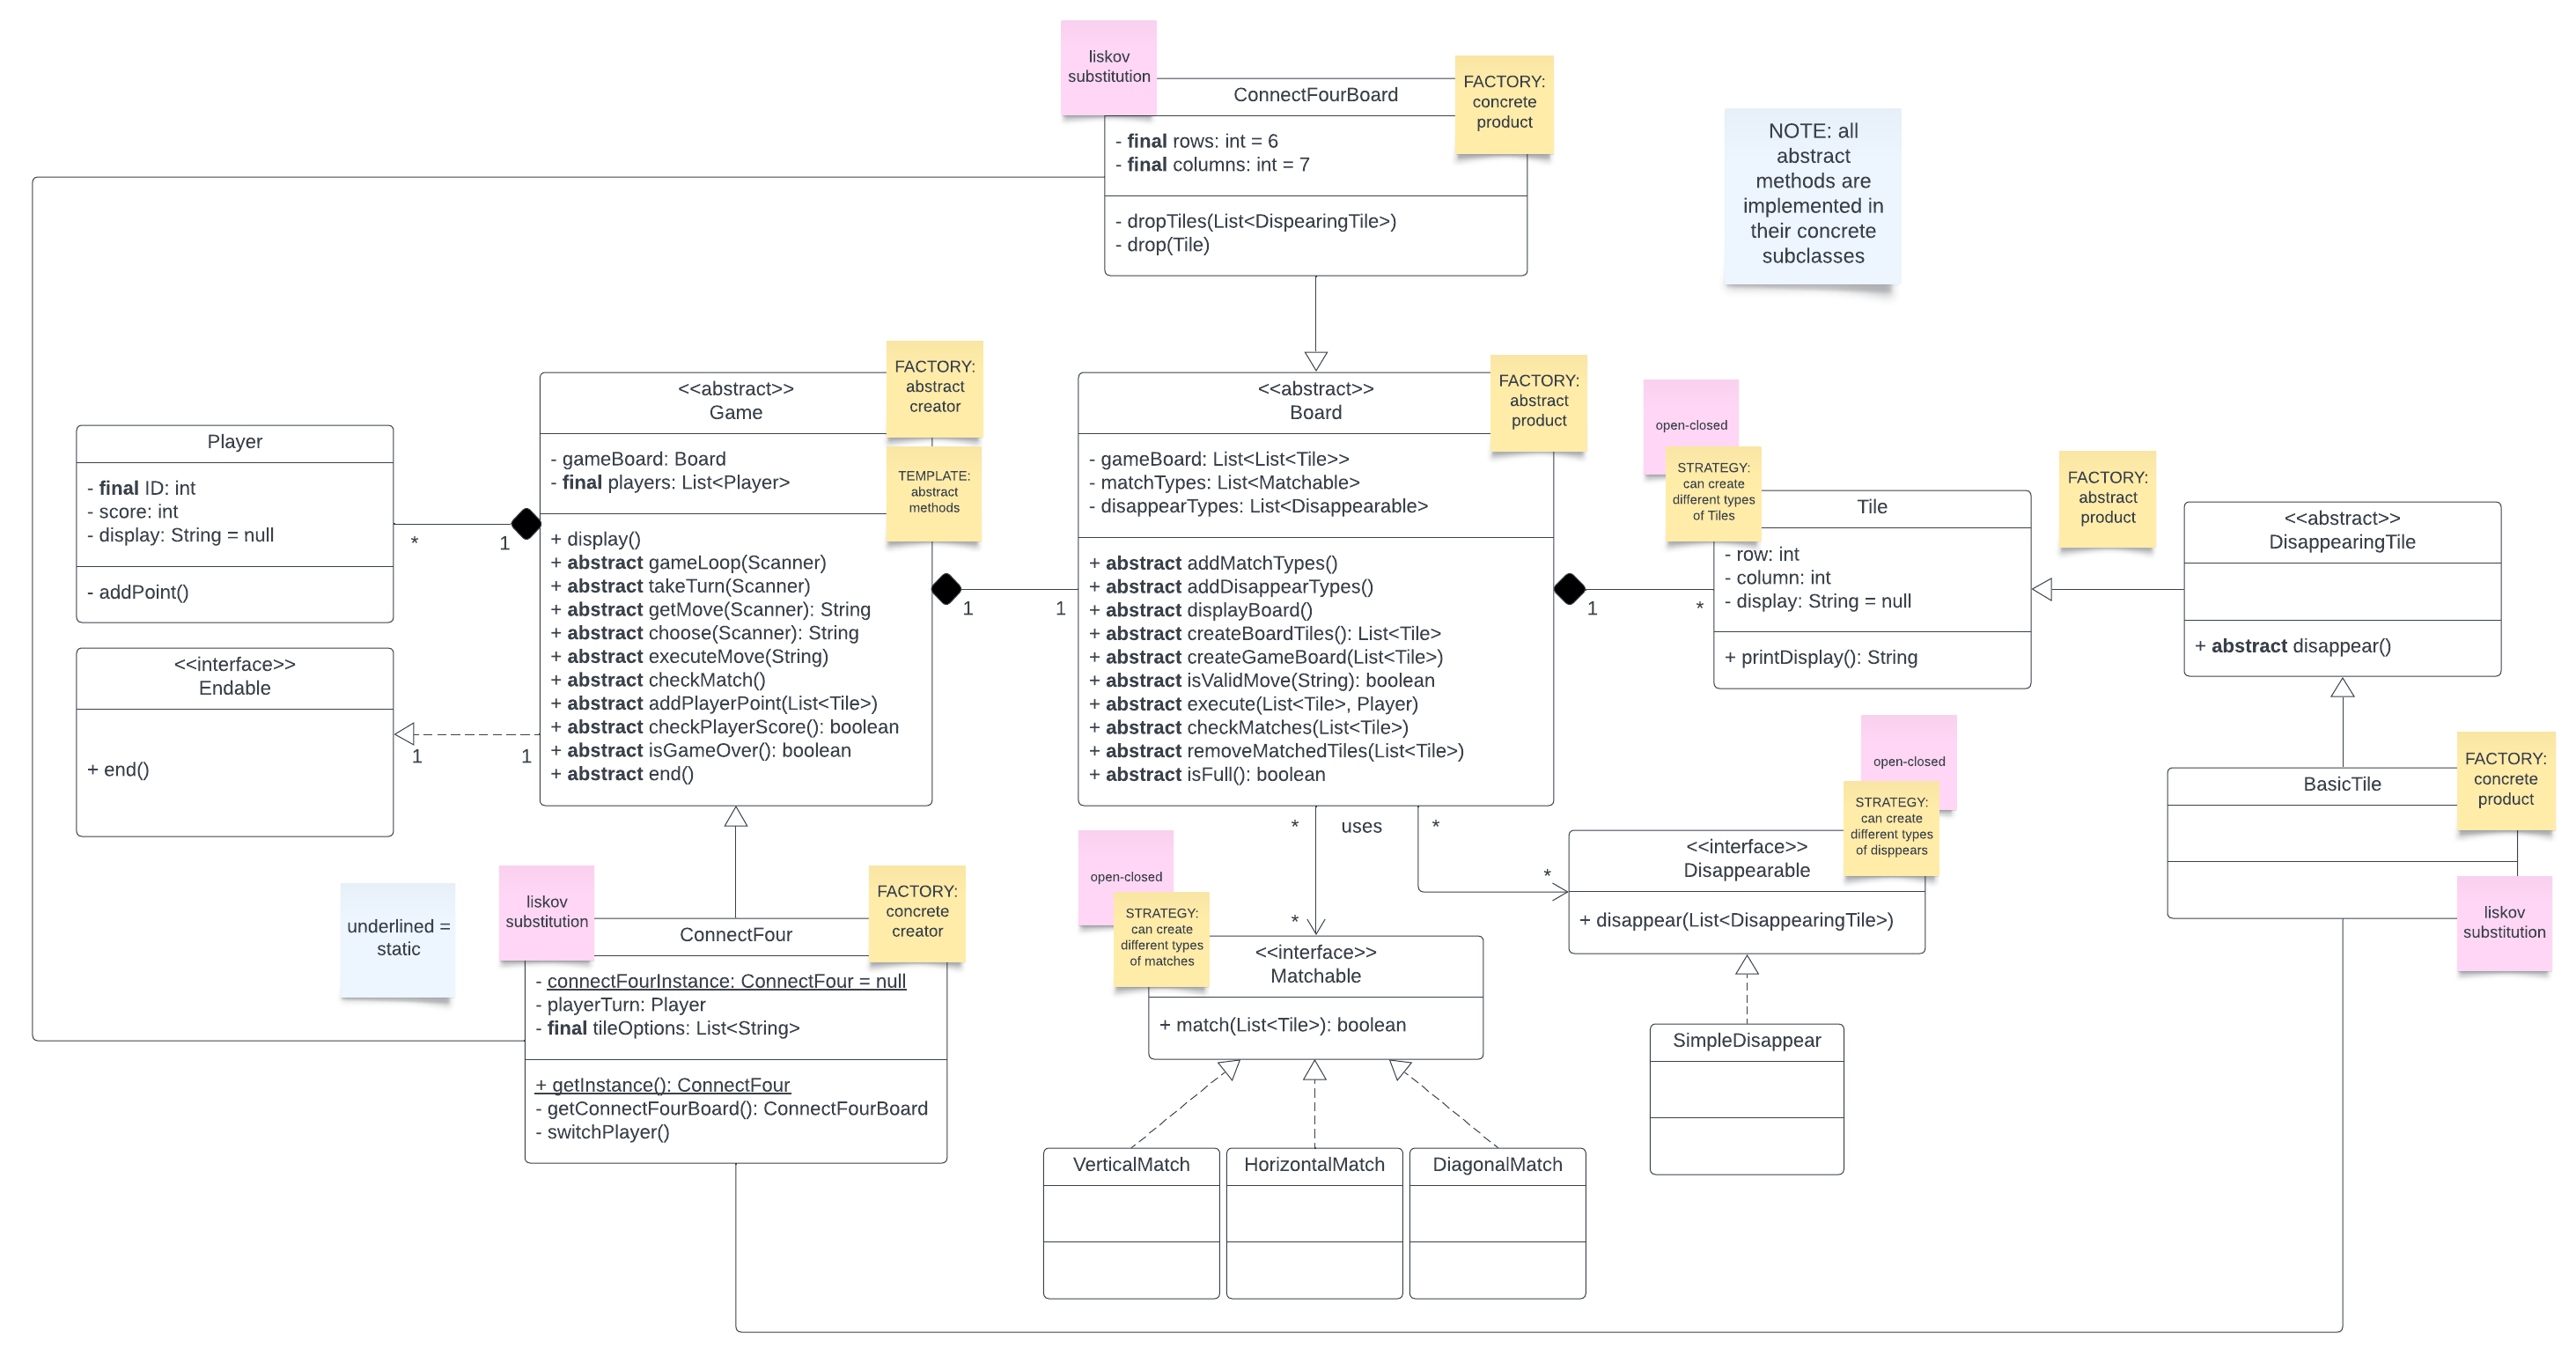 liskov
substitution
FACTORY:
concrete
product
ConnectFourBoard
- final rows: int = 6
- final columns: int = 7
- dropTiles(List<DispearingTile>)
- drop(Tile)
NOTE: all
abstract
methods are
implemented in
their concrete
subclasses
Player
- final ID: int
- score: int
- display: String = null
- addPoint()
*
1
<<interface>>
Endable
+ end()
1
1
FACTORY:
abstract
creator
TEMPLATE:
abstract
methods
<<abstract>>
Game
- gameBoard: Board
- final players: List<Player>
+ display()
+ abstract gameLoop(Scanner)
+ abstract takeTurn(Scanner)
+ abstract getMove(Scanner): String
+ abstract choose(Scanner): String
+ abstract executeMove(String)
+ abstract checkMatch()
+ abstract addPlayerPoint(List<Tile>)
+ abstract checkPlayerScore(): boolean
+ abstract isGameOver(): boolean
+ abstract end()
1
1
FACTORY:
abstract
product
<<abstract>>
Board
- gameBoard: List<List<Tile>>
- matchTypes: List<Matchable>
- disappearTypes: List<Disappearable>
+ abstract addMatchTypes()
+ abstract addDisappearTypes()
+ abstract displayBoard()
+ abstract createBoardTiles(): List<Tile>
+ abstract createGameBoard(List<Tile>)
+ abstract isValidMove(String): boolean
+ abstract execute(List<Tile>, Player)
+ abstract checkMatches(List<Tile>)
+ abstract removeMatchedTiles(List<Tile>)
+ abstract isFull(): boolean
1
*
open-closed
STRATEGY:
can create
different types
of Tiles
Tile
- row: int
- column: int
- display: String = null
+ printDisplay(): String
FACTORY:
abstract
product
<<abstract>>
DisappearingTile
+ abstract disappear()
FACTORY:
concrete
product
BasicTile
liskov
substitution
* uses *
*
*
open-closed
STRATEGY:
can create
different types
of disppears
<<interface>>
Disappearable
+ disappear(List<DisappearingTile>)
SimpleDisappear
open-closed
STRATEGY:
can create
different types
of matches
<<interface>>
Matchable
+ match(List<Tile>): boolean
VerticalMatch
HorizontalMatch
DiagonalMatch
underlined =
static
liskov
substitution
FACTORY:
concrete
creator
ConnectFour
- connectFourInstance: ConnectFour = null
- playerTurn: Player
- final tileOptions: List<String>
+ getInstance(): ConnectFour
- getConnectFourBoard(): ConnectFourBoard
- switchPlayer()